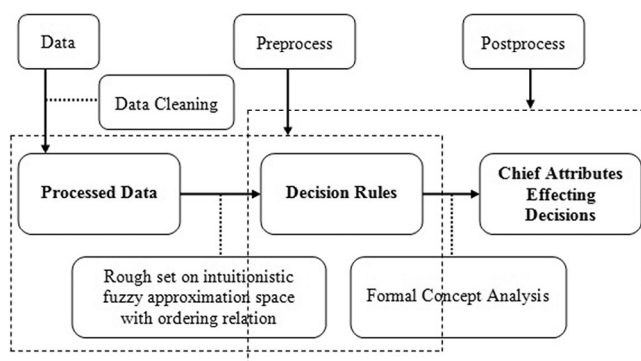 Data
Preprocess
Postprocess
Data Cleaning
Processed Data
Decision Rules
Chief Attributes
Effecting
Decisions
Rough set on intuitionistic
fuzzy approximation space
with ordering relation
Formal Concept Analysis